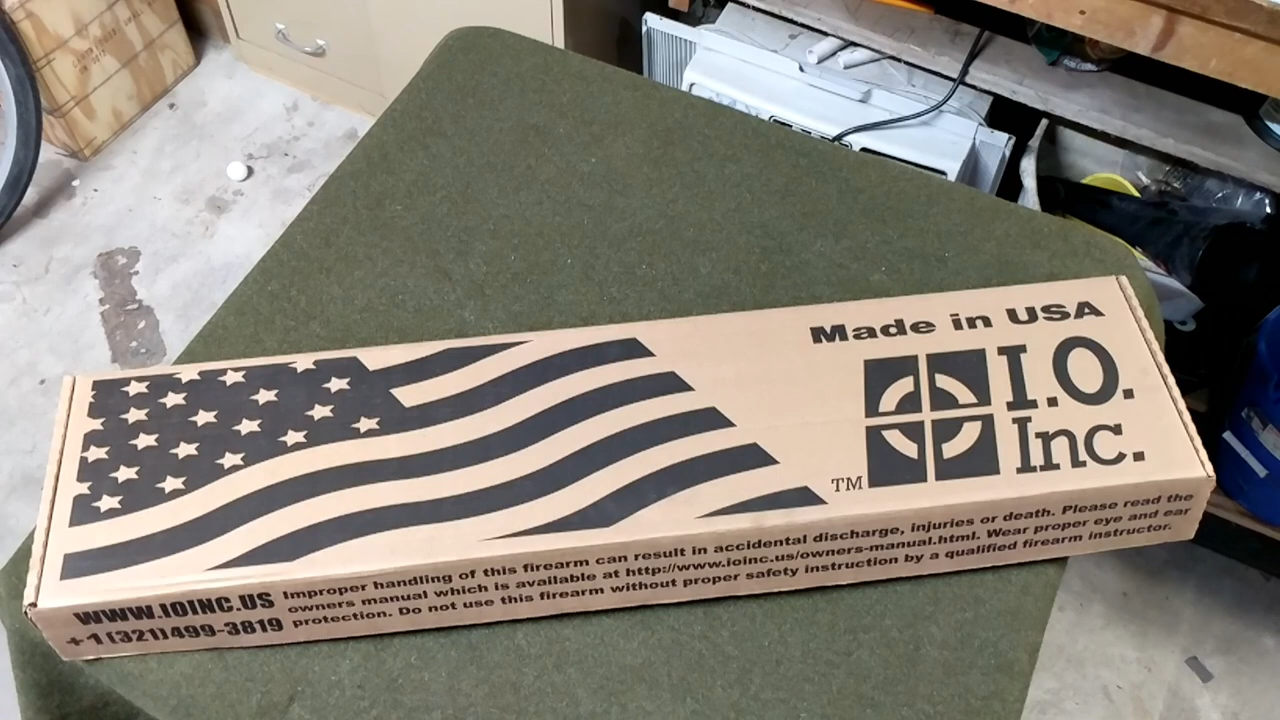 Made in USA
I.O.
Inc.
TM
WWW.IOINC.US
+1(321)499-3819
Improper handling of this firearm can result in accidental discharge, injuries or death. Please read the
owners manual which is available at http://www.ioinc.us/owners-manual.html. Wear proper eye and ear
protection. Do not use this firearm without proper safety instruction by a qualified firearm instructor.